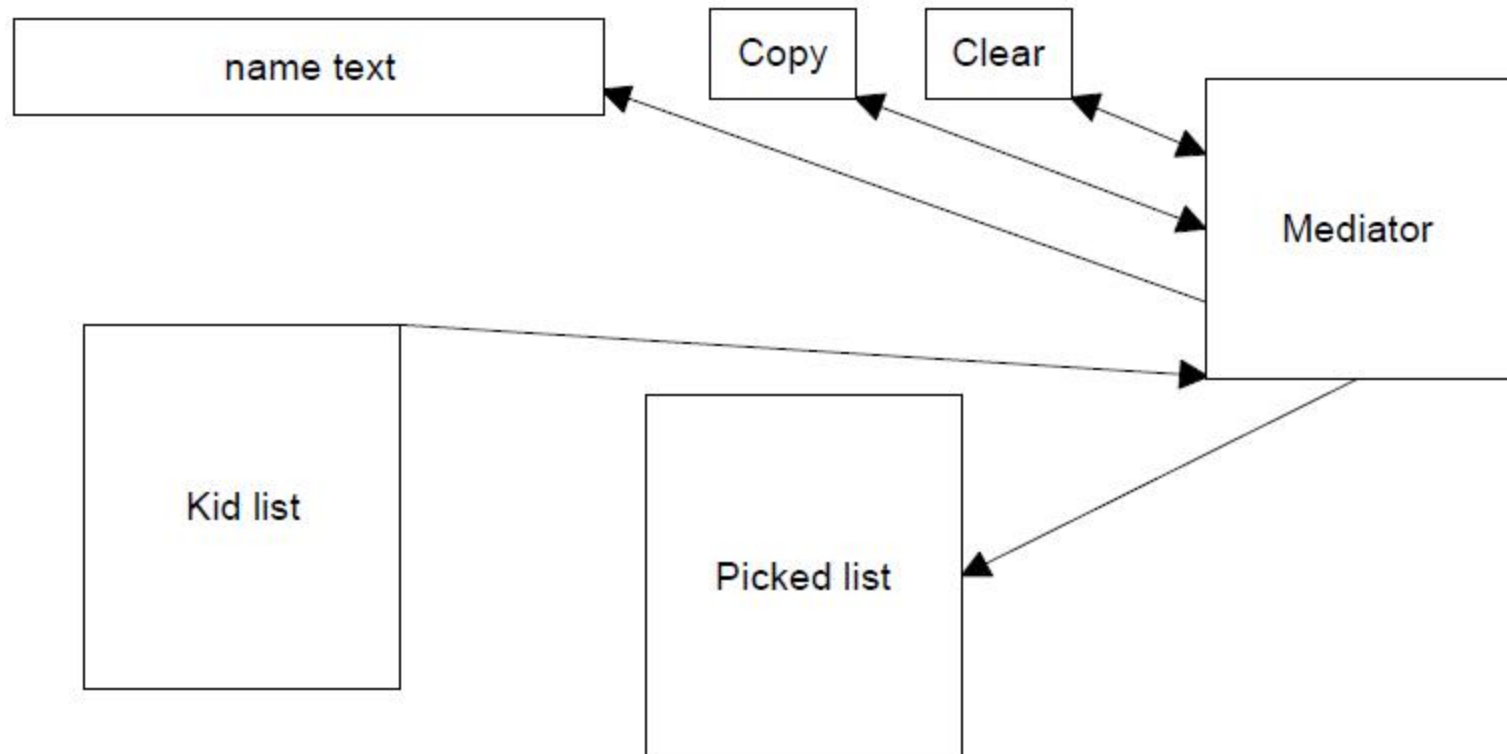 name text
Copy
Clear
Mediator
Kid list
Picked list